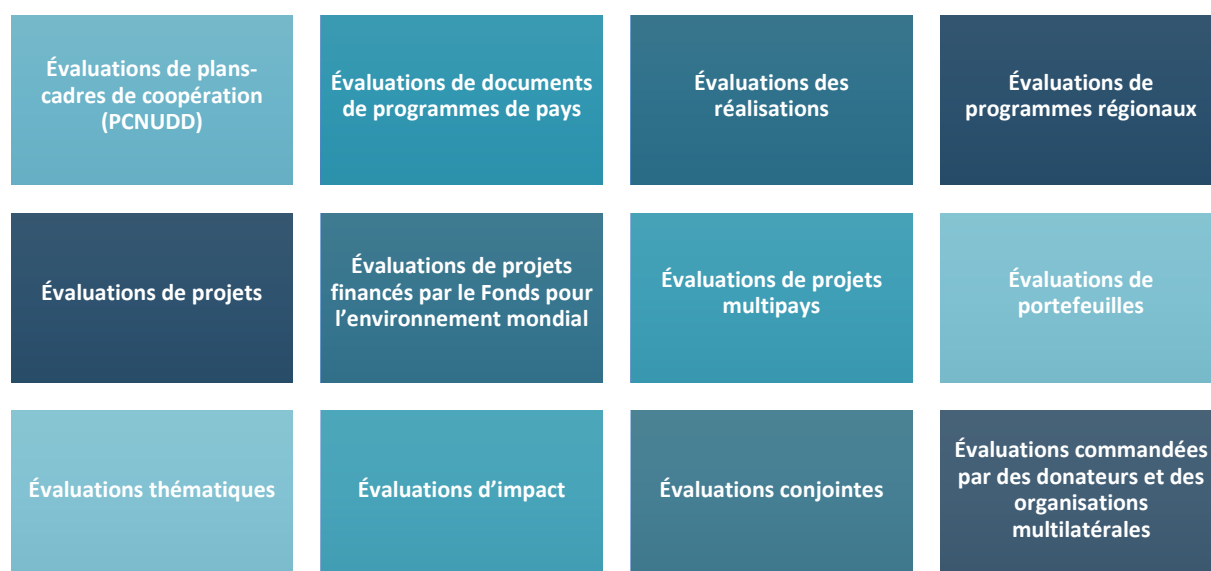 Évaluations de plans-
cadres de coopération
(PCNUDD)
Évaluations de documents
de programmes de pays
Évaluations des
réalisations
Évaluations de
programmes régionaux
Évaluations de projets
Évaluations de projets
financés par le Fonds pour
l’environnement mondial
Évaluations de projets
multipays
Évaluations de
portefeuilles
Évaluations thématiques
Évaluations d’impact
Évaluations conjointes
Évaluations commandées
par des donateurs et des
organisations
multilatérales